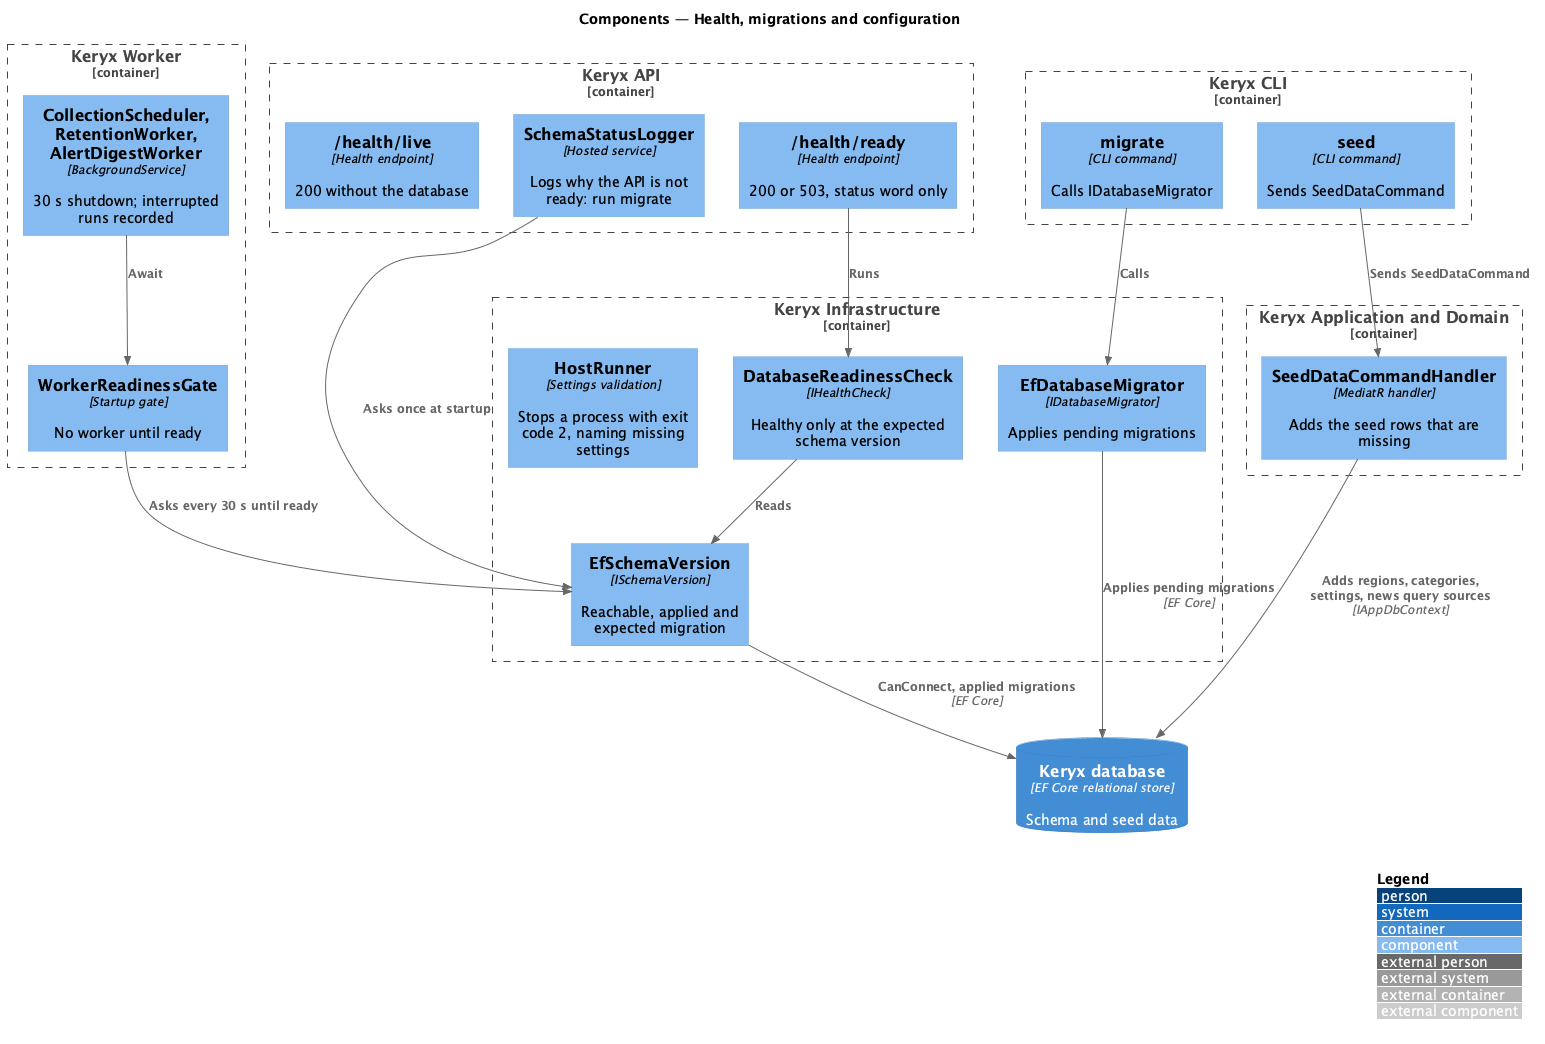 Components — Health, migrations and configuration
Keryx Worker
[container]
CollectionScheduler,
RetentionWorker,
AlertDigestWorker
[BackgroundService]
30 s shutdown; interrupted
runs recorded
Await
WorkerReadinessGate
[Startup gate]
No worker until ready
Asks every 30 s until ready
Keryx API
[container]
/health/live
[Health endpoint]
200 without the database
SchemaStatusLogger
[Hosted service]
Logs why the API is not
ready: run migrate
/health/ready
[Health endpoint]
200 or 503, status word only
Asks once at startup
Runs
Keryx CLI
[container]
migrate
[CLI command]
Calls IDatabaseMigrator
seed
[CLI command]
Sends SeedDataCommand
Calls
Sends SeedDataCommand
Keryx Infrastructure
[container]
HostRunner
[Settings validation]
Stops a process with exit
code 2, naming missing
settings
DatabaseReadinessCheck
[IHealthCheck]
Healthy only at the expected
schema version
EfDatabaseMigrator
[IDatabaseMigrator]
Applies pending migrations
Reads
EfSchemaVersion
[ISchemaVersion]
Reachable, applied and
expected migration
Keryx Application and Domain
[container]
SeedDataCommandHandler
[MediatR handler]
Adds the seed rows that are
missing
Applies pending migrations
[EF Core]
Adds regions, categories,
settings, news query sources
[IAppDbContext]
CanConnect, applied migrations
[EF Core]
Keryx database
[EF Core relational store]
Schema and seed data
Legend
person
system
container
component
external person
external system
external container
external component